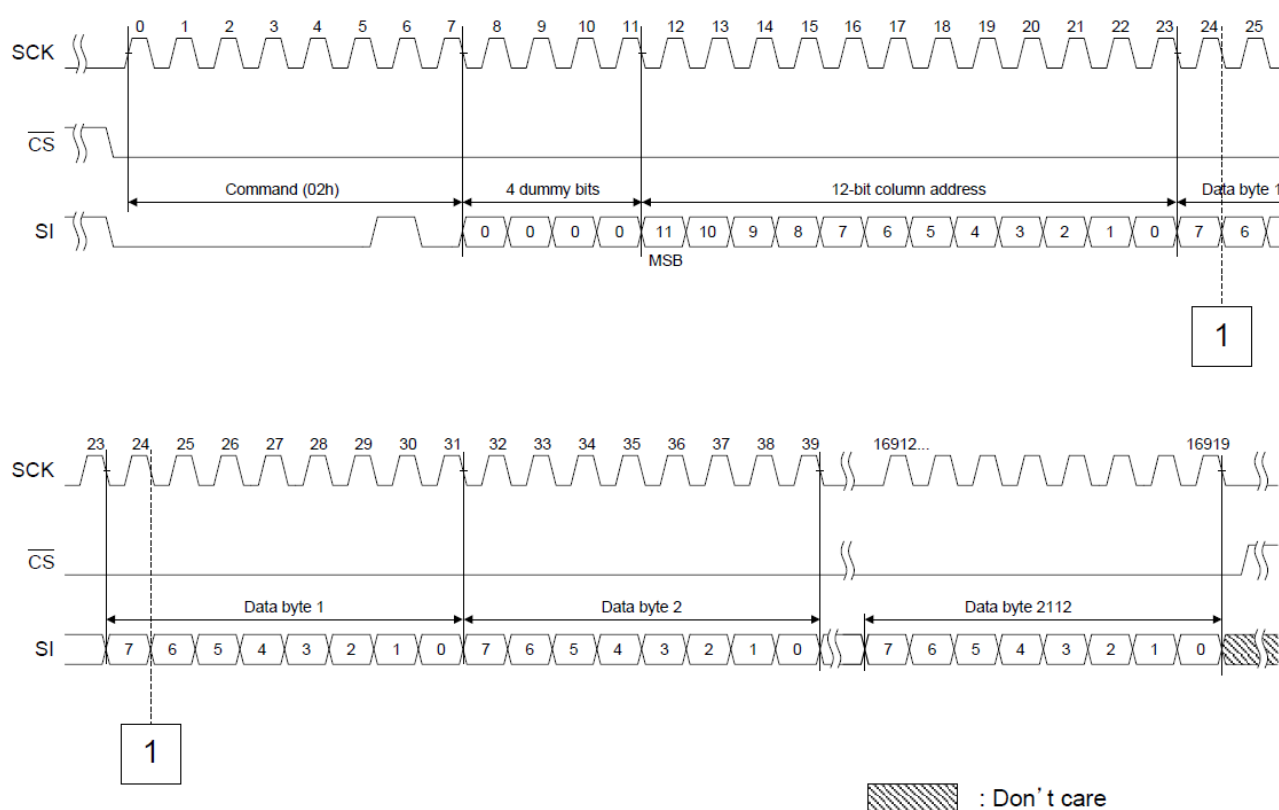 0 1 2 3 4 5 6 7 8 9 10 11 12 13 14 15 16 17 18 19 20 21 22 23 24 25
SCK
CS
Command (02h) 4 dummy bits 12-bit column address Data byte 1
SI 0 0 0 0 11 10 9 8 7 6 5 4 3 2 1 0 7 6
MSB
1
23 24 25 26 27 28 29 30 31 32 33 34 35 36 37 38 39 16912... 16919
SCK
CS
Data byte 1 Data byte 2 Data byte 2112
SI 7 6 5 4 3 2 1 0 7 6 5 4 3 2 1 0 7 6 5 4 3 2 1 0
1
: Don’t care